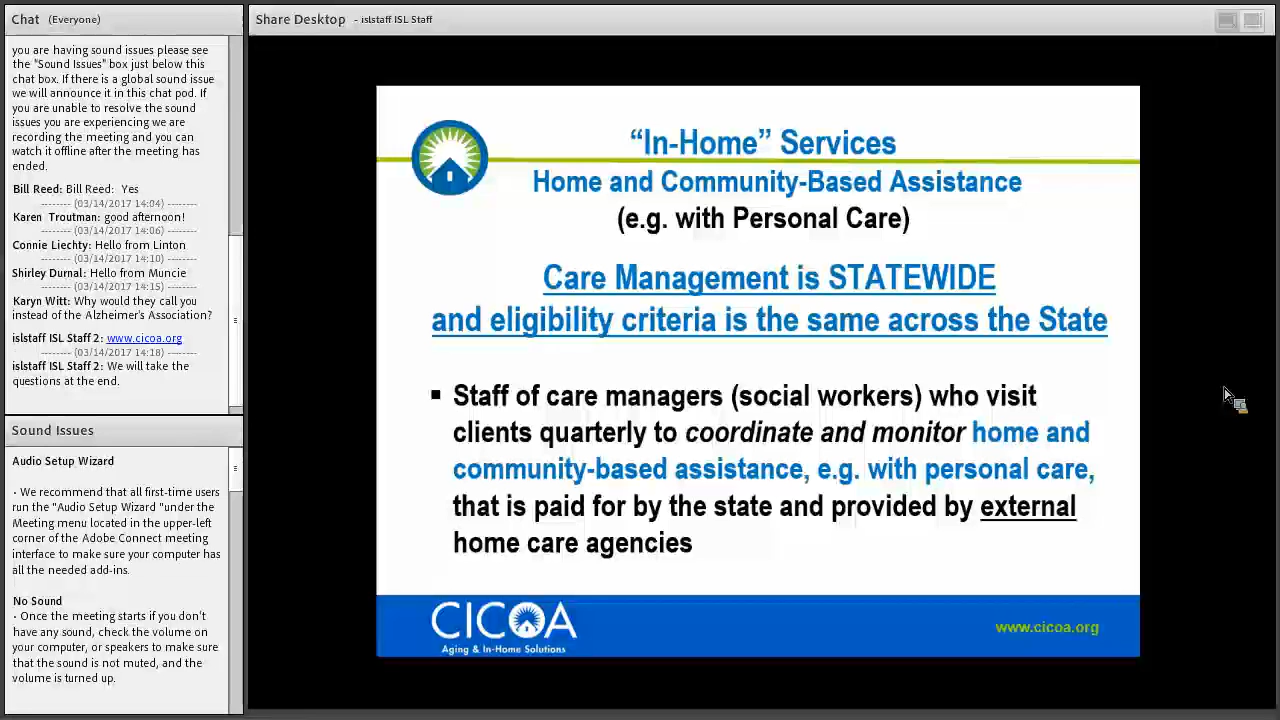 Chat (Everyone)
you are having sound issues please see
the "Sound Issues" box just below this
chat box. If there is a global sound issue
we will announce it in this chat pod. If
you are unable to resolve the sound
issues you are experiencing we are
recording the meeting and you can
watch it offline after the meeting has
ended.
Bill Reed: Bill Reed: Yes
-------- (03/14/2017 14:04) --------
Karen Troutman: good afternoon!
-------- (03/14/2017 14:06) --------
Connie Liechty: Hello from Linton
-------- (03/14/2017 14:10) --------
Shirley Durnal: Hello from Muncie
-------- (03/14/2017 14:15) --------
Karyn Witt: Why would they call you
instead of the Alzheimer's Association?
islstaff ISL Staff 2: www.cicoa.org
-------- (03/14/2017 14:18) --------
islstaff ISL Staff 2: We will take the
questions at the end.
Sound Issues
Audio Setup Wizard
• We recommend that all first-time users
run the "Audio Setup Wizard "under the
Meeting menu located in the upper-left
corner of the Adobe Connect meeting
interface to make sure your computer has
all the needed add-ins.
No Sound
• Once the meeting starts if you don't
have any sound, check the volume on
your computer, or speakers to make sure
that the sound is not muted, and the
volume is turned up.
Share Desktop - islstaff ISL Staff
“In-Home” Services
Home and Community-Based Assistance
(e.g. with Personal Care)
Care Management is STATEWIDE
and eligibility criteria is the same across the State
▪ Staff of care managers (social workers) who visit
clients quarterly to coordinate and monitor home and
community-based assistance, e.g. with personal care,
that is paid for by the state and provided by external
home care agencies
CICOA
Aging & In-Home Solutions
www.cicoa.org